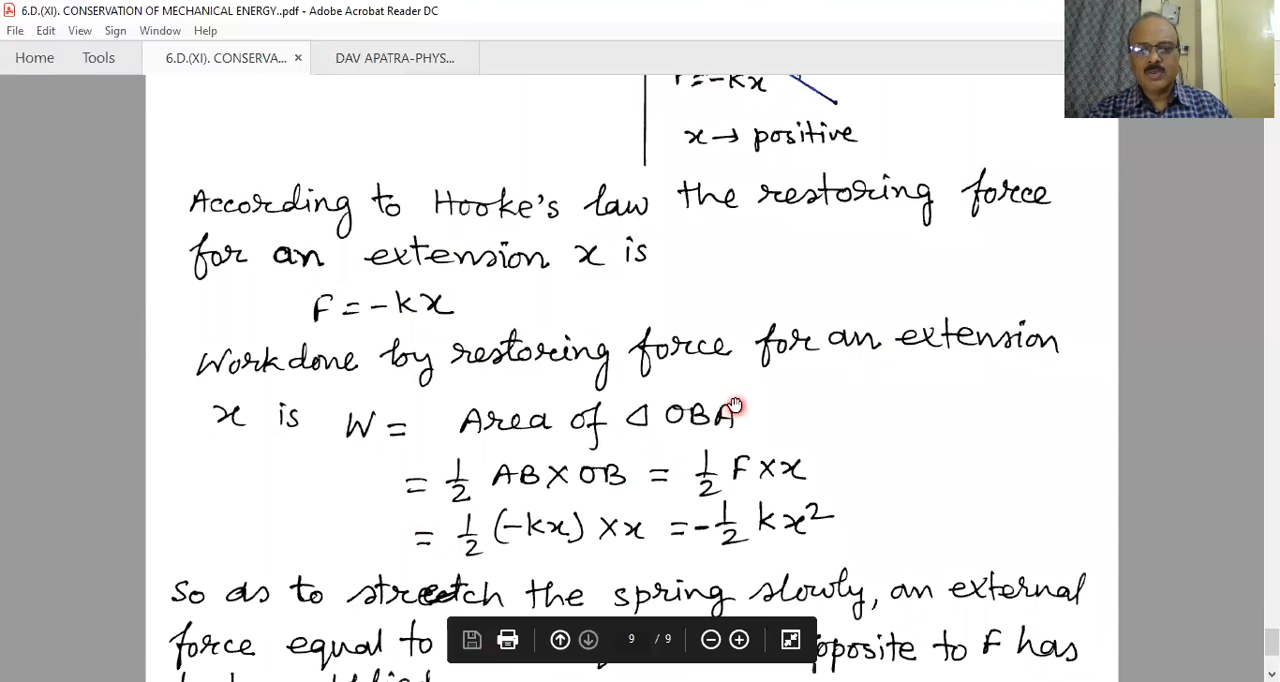 6.D.(XI). CONSERVATION OF MECHANICAL ENERGY..pdf - Adobe Acrobat Reader DC
File Edit View Sign Window Help
Home Tools 6.D.(XI). CONSERVA... × DAV APATRA-PHYS...
F=-kx
x → positive
According to Hooke's law the restoring force
for an extension x is
F = -kx
Work done by restoring force for an extension
x is W = Area of △ OBA
= 1/2 AB × OB = 1/2 F × x
= 1/2 (-kx) × x = -1/2 kx²
So as to streetch the spring slowly, an external
force equal to opposite to F has
9 / 9